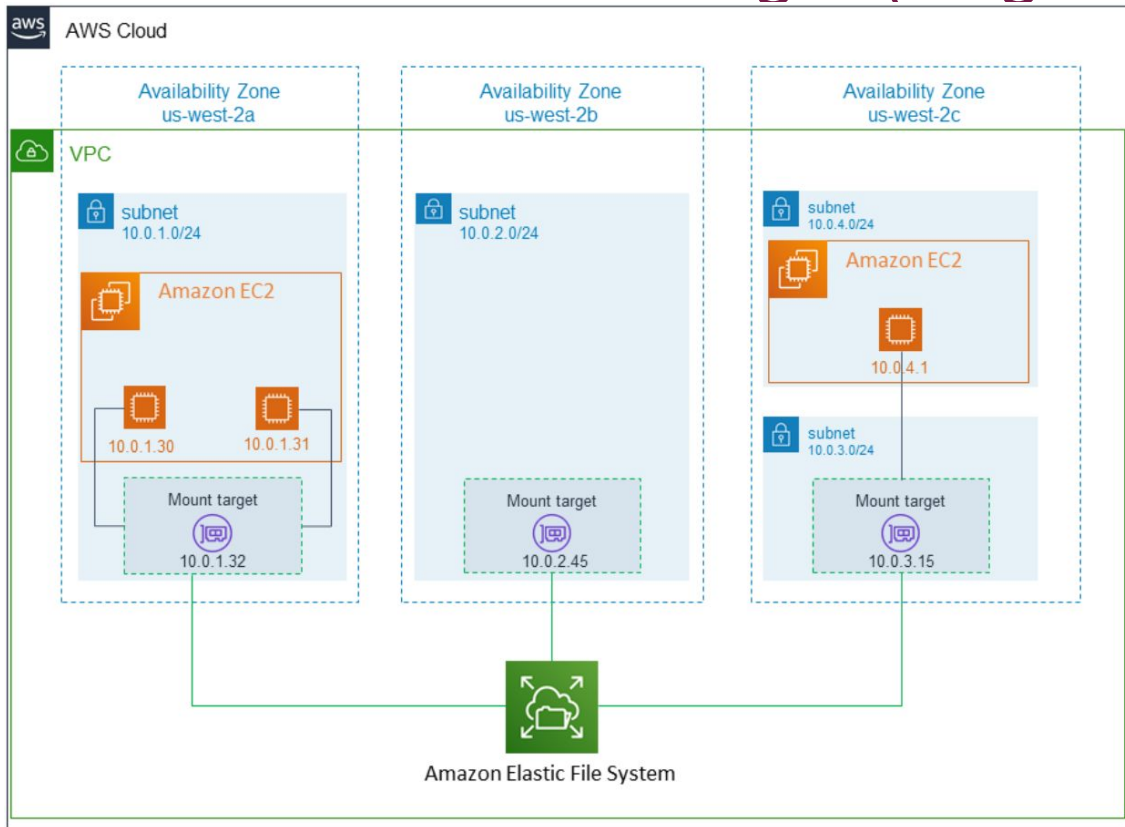 aws
AWS Cloud
Availability Zone
us-west-2a
Availability Zone
us-west-2b
Availability Zone
us-west-2c
VPC
subnet
10.0.1.0/24
Amazon EC2
10.0.1.30
10.0.1.31
Mount target
10.0.1.32
subnet
10.0.2.0/24
Mount target
10.0.2.45
subnet
10.0.4.0/24
Amazon EC2
10.0.4.1
subnet
10.0.3.0/24
Mount target
10.0.3.15
Amazon Elastic File System